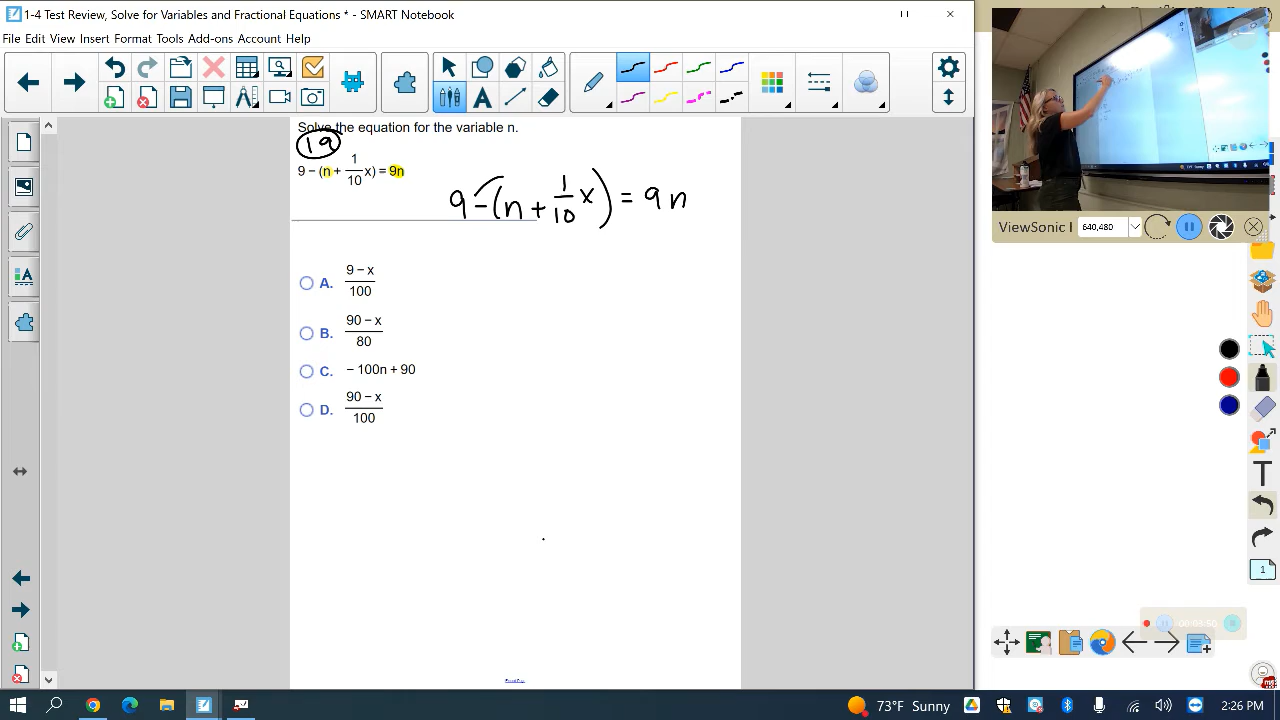 1-4 Test Review, Solve for Variables and Fractional Equations * - SMART Notebook
File Edit View Insert Format Tools Add-ons Account Help
Solve the equation for the variable n.
19
9 – (n + 1/10 x) = 9n
9 - (n + 1/10 x) = 9n
A. (9 – x)/100
B. (90 – x)/80
C. – 100n + 90
D. (90 – x)/100
ViewSonic
640,480
1
73°F Sunny
2:26 PM